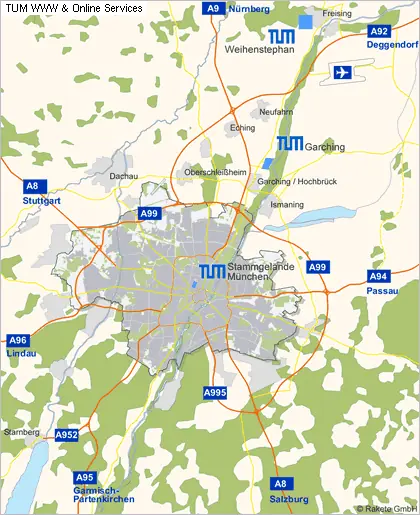 TUM WWW & Online Services
A9
Nürnberg
Freising
TUM
Weihenstephan
A92
Deggendorf
Neufahrn
Eching
TUM
Garching
Dachau
Oberschleißheim
Garching / Hochbrück
A8
Stuttgart
Ismaning
A99
TUM
Stammgelände
München
A99
A94
Passau
A96
Lindau
A995
Starnberg
A952
A95
Garmisch-
Partenkirchen
A8
Salzburg
© Rakete GmbH